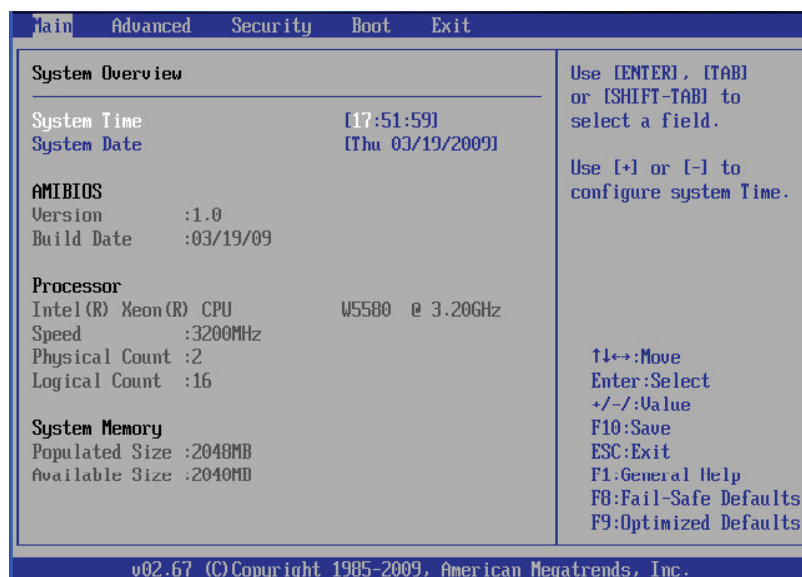 Main Advanced Security Boot Exit
System Overview
System Time [17:51:59]
System Date [Thu 03/19/2009]
AMIBIOS
Version :1.0
Build Date :03/19/09
Processor
Intel(R) Xeon(R) CPU W5580 @ 3.20GHz
Speed :3200MHz
Physical Count :2
Logical Count :16
System Memory
Populated Size :2048MB
Available Size :2040MB
Use [ENTER], [TAB]
or [SHIFT-TAB] to
select a field.
Use [+] or [-] to
configure system Time.
↑↓←→:Move
Enter:Select
+/-/:Value
F10:Save
ESC:Exit
F1:General Help
F8:Fail-Safe Defaults
F9:Optimized Defaults
v02.67 (C)Copyright 1985-2009, American Megatrends, Inc.